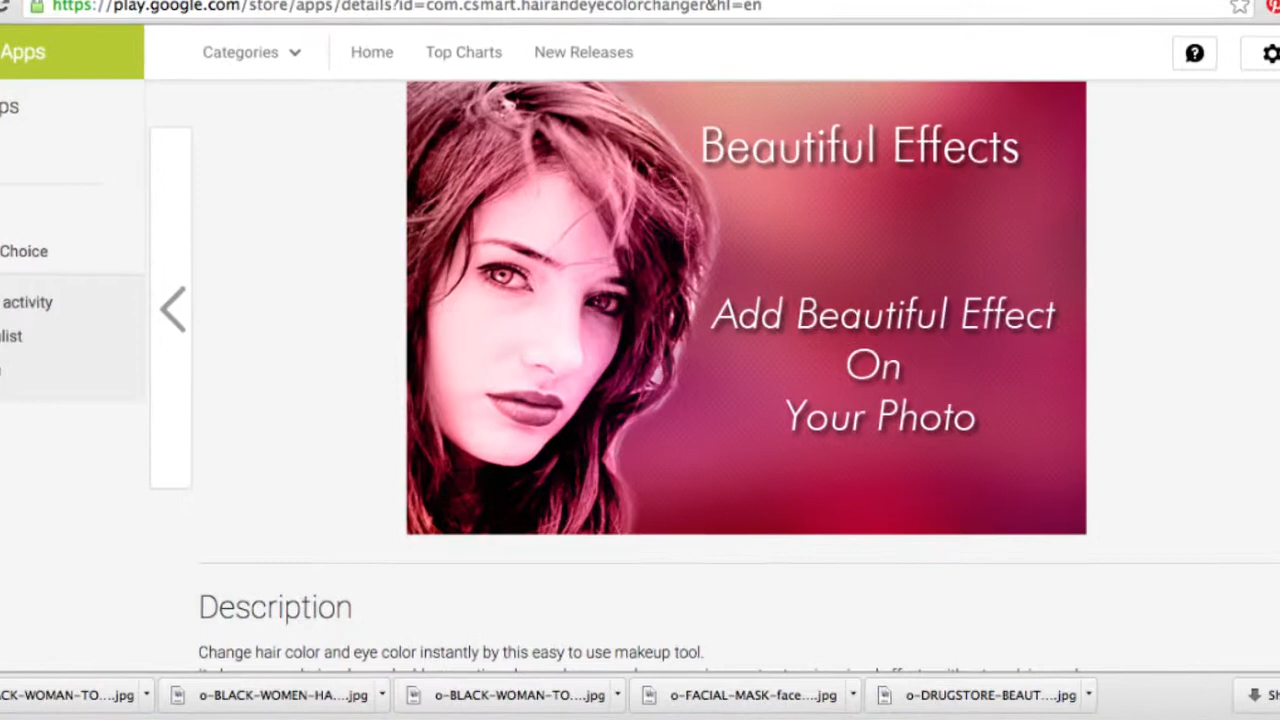 https://play.google.com/store/apps/details?id=com.csmart.hairandeyecolorchanger&hl=en
Apps
Categories
Home
Top Charts
New Releases
ps
Choice
activity
list
Beautiful Effects
Add Beautiful Effect
On
Your Photo
Description
Change hair color and eye color instantly by this easy to use makeup tool.
CK-WOMAN-TO....jpg
o-BLACK-WOMEN-HA....jpg
o-BLACK-WOMAN-TO....jpg
o-FACIAL-MASK-face....jpg
o-DRUGSTORE-BEAUT....jpg